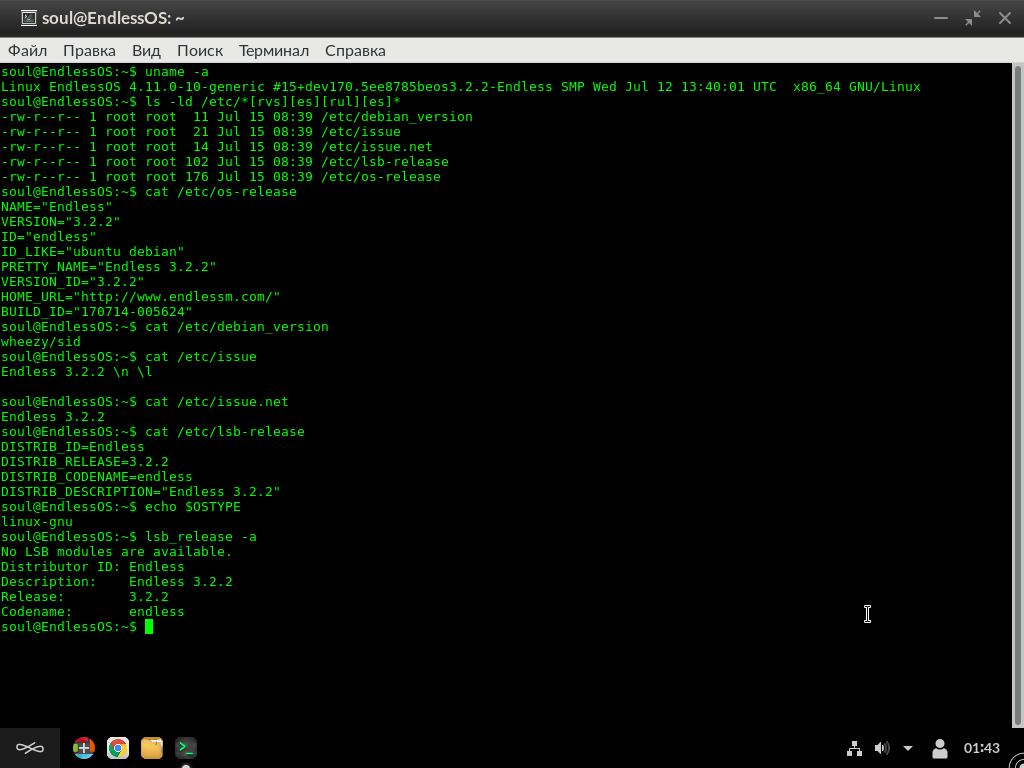 soul@EndlessOS: ~
Файл Правка Вид Поиск Терминал Справка
soul@EndlessOS:~$ uname -a
Linux EndlessOS 4.11.0-10-generic #15+dev170.5ee8785beos3.2.2-Endless SMP Wed Jul 12 13:40:01 UTC  x86_64 GNU/Linux
soul@EndlessOS:~$ ls -ld /etc/*[rvs][es][rul][es]*
-rw-r--r-- 1 root root  11 Jul 15 08:39 /etc/debian_version
-rw-r--r-- 1 root root  21 Jul 15 08:39 /etc/issue
-rw-r--r-- 1 root root  14 Jul 15 08:39 /etc/issue.net
-rw-r--r-- 1 root root 102 Jul 15 08:39 /etc/lsb-release
-rw-r--r-- 1 root root 176 Jul 15 08:39 /etc/os-release
soul@EndlessOS:~$ cat /etc/os-release
NAME="Endless"
VERSION="3.2.2"
ID="endless"
ID_LIKE="ubuntu debian"
PRETTY_NAME="Endless 3.2.2"
VERSION_ID="3.2.2"
HOME_URL="http://www.endlessm.com/"
BUILD_ID="170714-005624"
soul@EndlessOS:~$ cat /etc/debian_version
wheezy/sid
soul@EndlessOS:~$ cat /etc/issue
Endless 3.2.2 \n \l
soul@EndlessOS:~$ cat /etc/issue.net
Endless 3.2.2
soul@EndlessOS:~$ cat /etc/lsb-release
DISTRIB_ID=Endless
DISTRIB_RELEASE=3.2.2
DISTRIB_CODENAME=endless
DISTRIB_DESCRIPTION="Endless 3.2.2"
soul@EndlessOS:~$ echo $OSTYPE
linux-gnu
soul@EndlessOS:~$ lsb_release -a
No LSB modules are available.
Distributor ID: Endless
Description:    Endless 3.2.2
Release:        3.2.2
Codename:       endless
soul@EndlessOS:~$
01:43